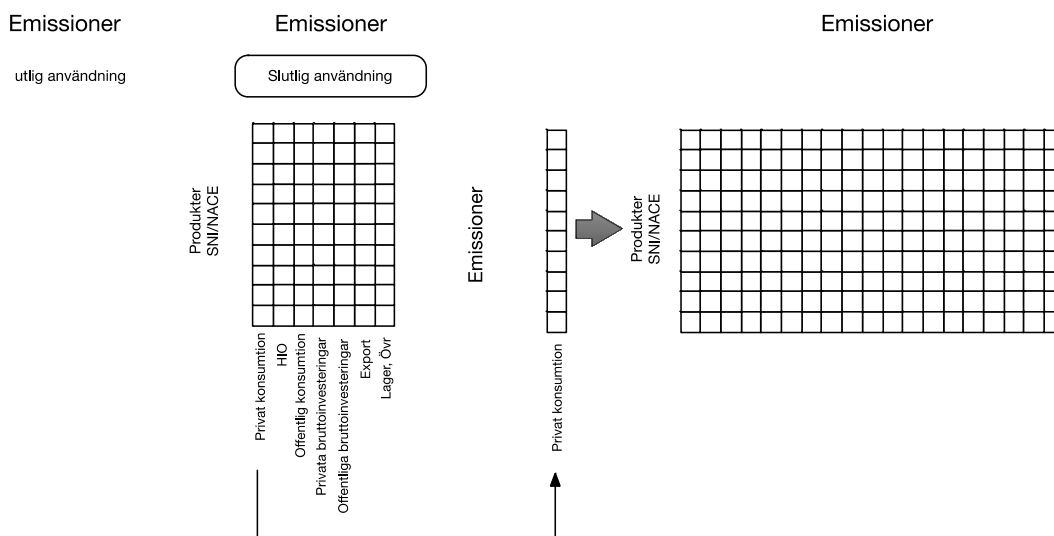 Emissioner
Emissioner
Emissioner
utlig användning
Slutlig användning
Produkter
SNI/NACE
Privat konsumtion
HIO
Offentlig konsumtion
Privata bruttoinvesteringar
Offentliga bruttoinvesteringar
Export
Lager, Övr
Emissioner
Privat konsumtion
Produkter
SNI/NACE